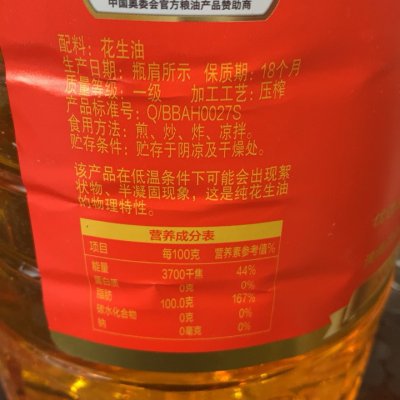 中国奥委会官方粮油产品赞助商
配料：花生油
生产日期：瓶肩所示 保质期：18个月
质量等级：一级 加工工艺：压榨
产品标准号：Q/BBAH0027S
食用方法：煎、炒、炸、凉拌。
贮存条件：贮存于阴凉及干燥处。
该产品在低温条件下可能会出现絮
状物、半凝固现象，这是纯花生油
的物理特性。
营养成分表
项目 每100克 营养素参考值%
能量 3700千焦 44%
蛋白质 0克 0%
脂肪 100.0克 167%
碳水化合物 0克 0%
钠 0毫克 0%